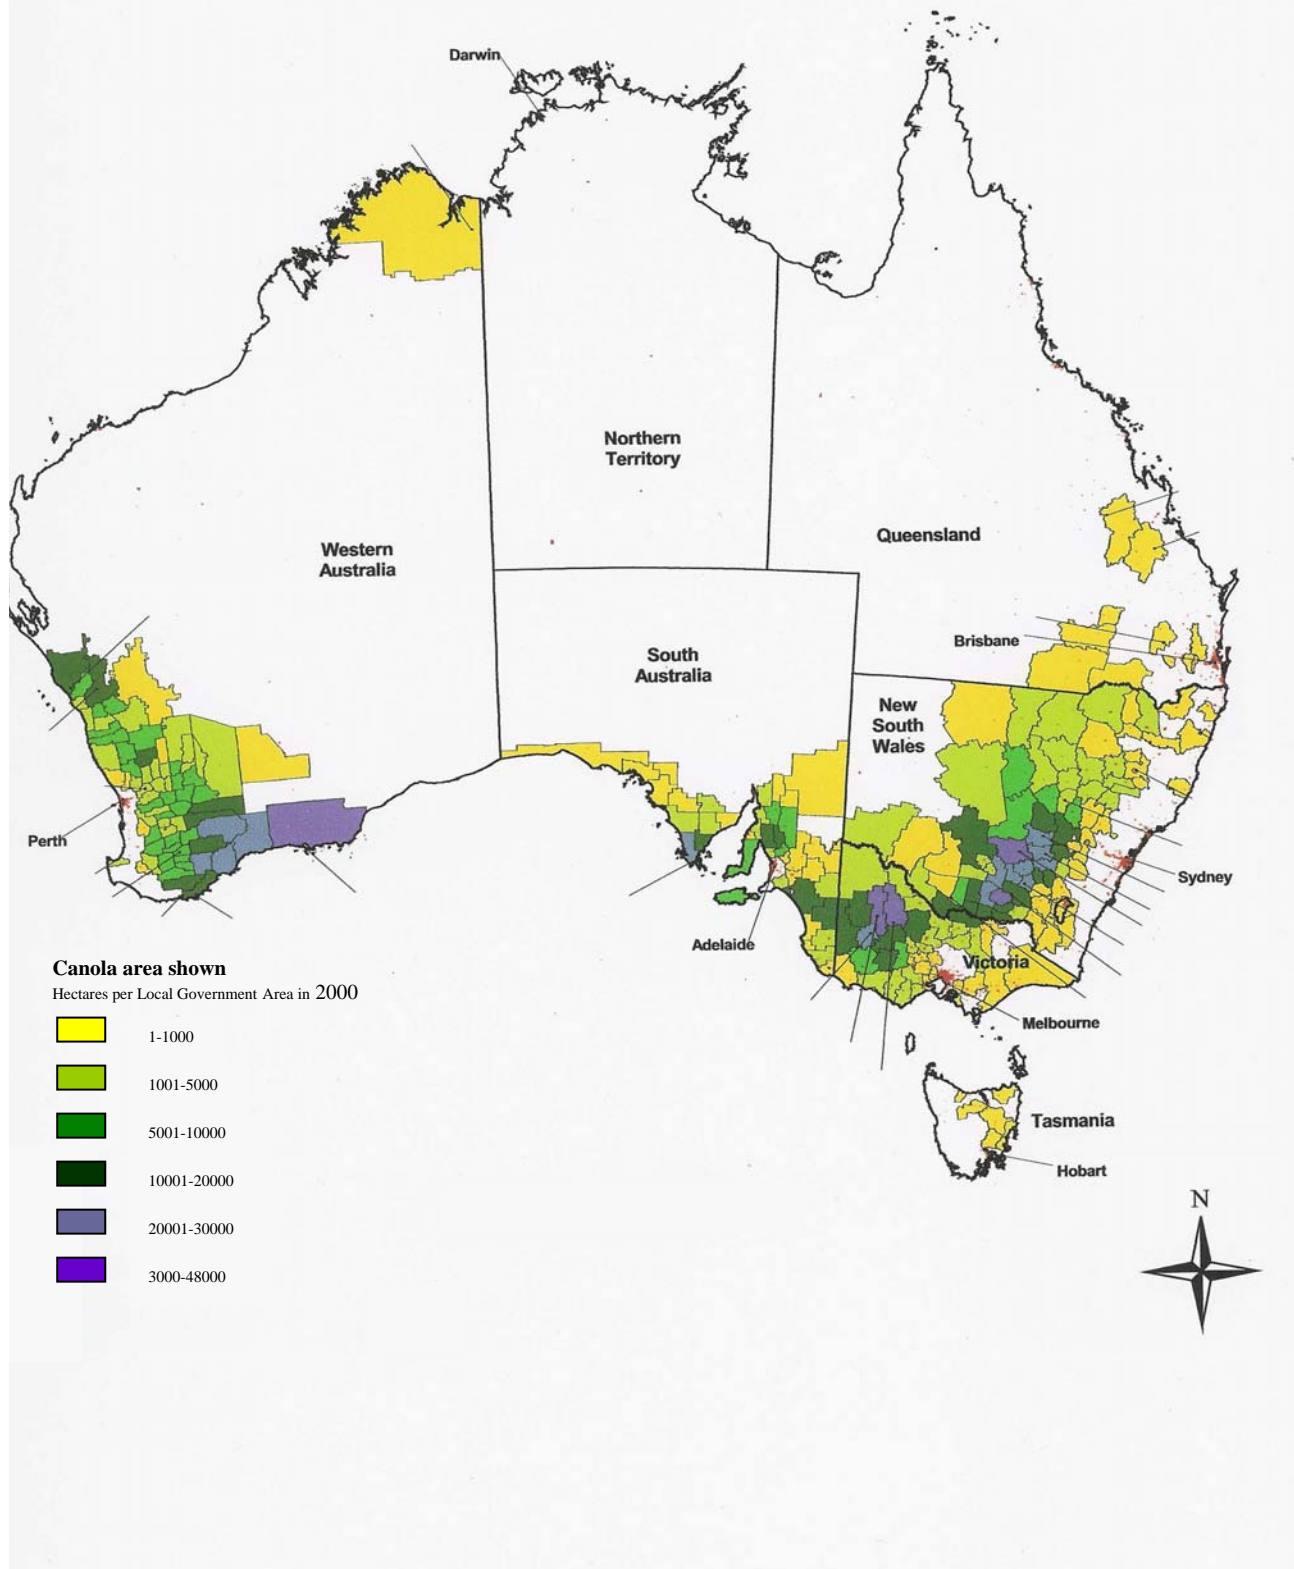 Darwin
Northern
Territory
Queensland
Western
Australia
Brisbane
South
Australia
New
South
Wales
Perth
Sydney
Adelaide
Victoria
Melbourne
Tasmania
Hobart
Canola area shown
Hectares per Local Government Area in 2000
1-1000
1001-5000
5001-10000
10001-20000
20001-30000
3000-48000
N